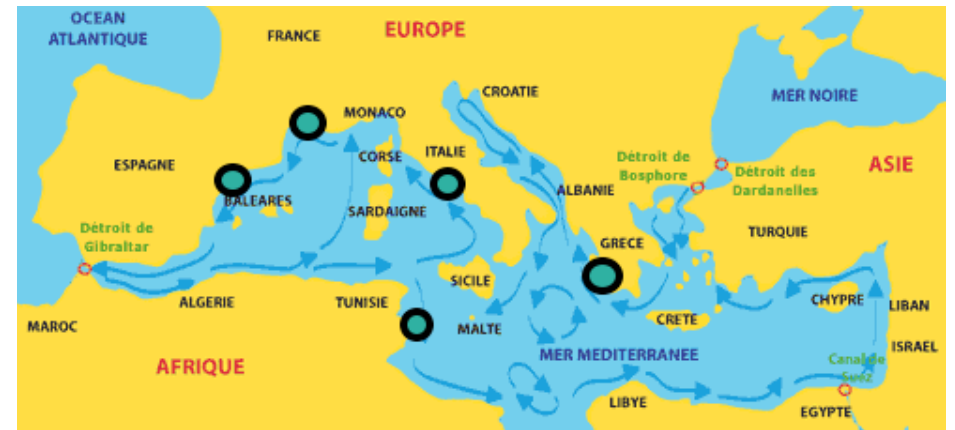 OCEAN
ATLANTIQUE
FRANCE
EUROPE
CROATIE
MER NOIRE
MONACO
ESPAGNE
CORSE
ITALIE
Détroit de
Bosphore
ASIE
Détroit des
Dardanelles
BALEARES
ALBANIE
SARDAIGNE
Détroit de
Gibraltar
TURQUIE
GRECE
SICILE
ALGERIE
TUNISIE
CHYPRE
LIBAN
MAROC
MALTE
CRETE
ISRAEL
MER MEDITERRANEE
AFRIQUE
Canal de
Suez
LIBYE
EGYPTE